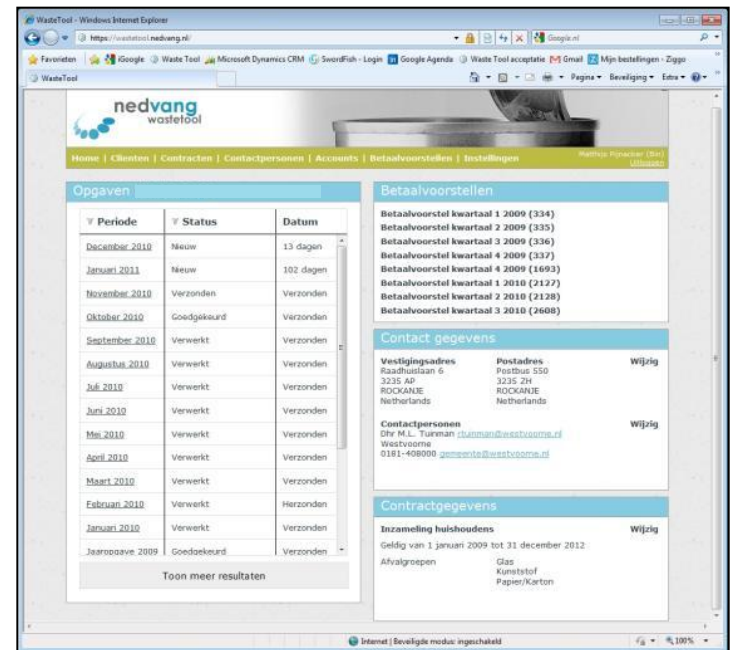 WasteTool - Windows Internet Explorer
https://wastetool.nedvang.nl/
Google.nl
Favorieten iGoogle Waste Tool Microsoft Dynamics CRM SwordFish - Login Google Agenda Waste Tool acceptatie Gmail Mijn bestellingen - Ziggo
WasteTool
Pagina Beveiliging Extra
nedvang
wastetool
Home | Clienten | Contracten | Contactpersonen | Accounts | Betaalvoorstellen | Instellingen
Uitloggen
Opgaven
Periode Status Datum
December 2010 Nieuw 13 dagen
Januari 2011 Nieuw 102 dagen
November 2010 Verzonden Verzonden
Oktober 2010 Goedgekeurd Verzonden
September 2010 Verwerkt Verzonden
Augustus 2010 Verwerkt Verzonden
Juli 2010 Verwerkt Verzonden
Juni 2010 Verwerkt Verzonden
Mei 2010 Verwerkt Verzonden
April 2010 Verwerkt Verzonden
Maart 2010 Verwerkt Verzonden
Februari 2010 Verwerkt Herzonden
Januari 2010 Verwerkt Verzonden
Jaaropgave 2009 Goedgekeurd Verzonden
Toon meer resultaten
Betaalvoorstellen
Betaalvoorstel kwartaal 1 2009 (334)
Betaalvoorstel kwartaal 2 2009 (335)
Betaalvoorstel kwartaal 3 2009 (336)
Betaalvoorstel kwartaal 4 2009 (337)
Betaalvoorstel kwartaal 4 2009 (1693)
Betaalvoorstel kwartaal 1 2010 (2127)
Betaalvoorstel kwartaal 2 2010 (2128)
Betaalvoorstel kwartaal 3 2010 (2608)
Contact gegevens
Vestigingsadres Postadres Wijzig
Raadhuislaan 6 Postbus 550
3235 AP 3235 ZH
ROCKANJE ROCKANJE
Netherlands Netherlands
Contactpersonen Wijzig
Dhr M.L. Tuinman rtuinman@westvoorne.nl
Westvoorne
0181-408000 gemeente@westvoorne.nl
Contractgegevens
Inzameling huishoudens Wijzig
Geldig van 1 januari 2009 tot 31 december 2012
Afvalgroepen Glas
Kunststof
Papier/Karton
Internet | Beveiligde modus: ingeschakeld 100%